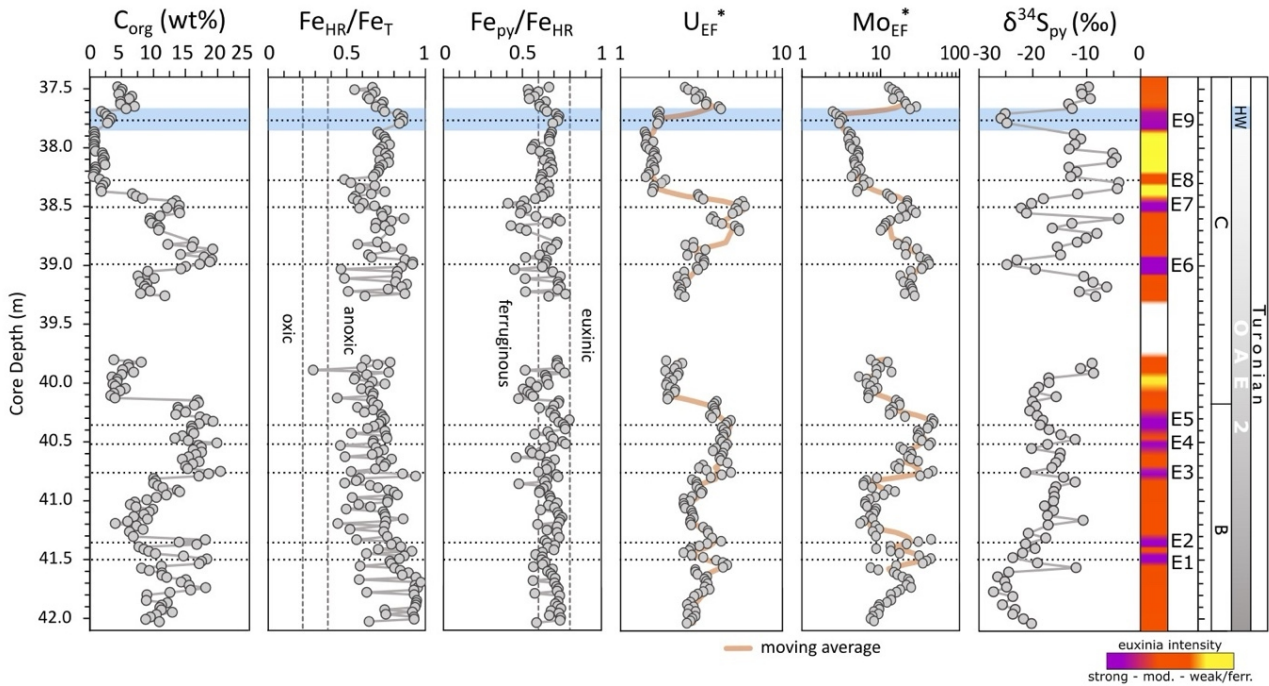 C_org (wt%) Fe_HR/Fe_T Fe_py/Fe_HR U_EF* Mo_EF* δ³⁴S_py (‰)
0 5 10 15 20 25 0 0.5 1 0 0.5 1 1 10 1 10 100 -30 -20 -10 0
Core Depth (m)
37.5
38.0
38.5
39.0
39.5
40.0
40.5
41.0
41.5
42.0
oxic
anoxic
ferruginous
euxinic
E9
E8
E7
E6
E5
E4
E3
E2
E1
C
B
HW
OAE 2
Turonian
moving average
euxinia intensity
strong - mod. - weak/ferr.